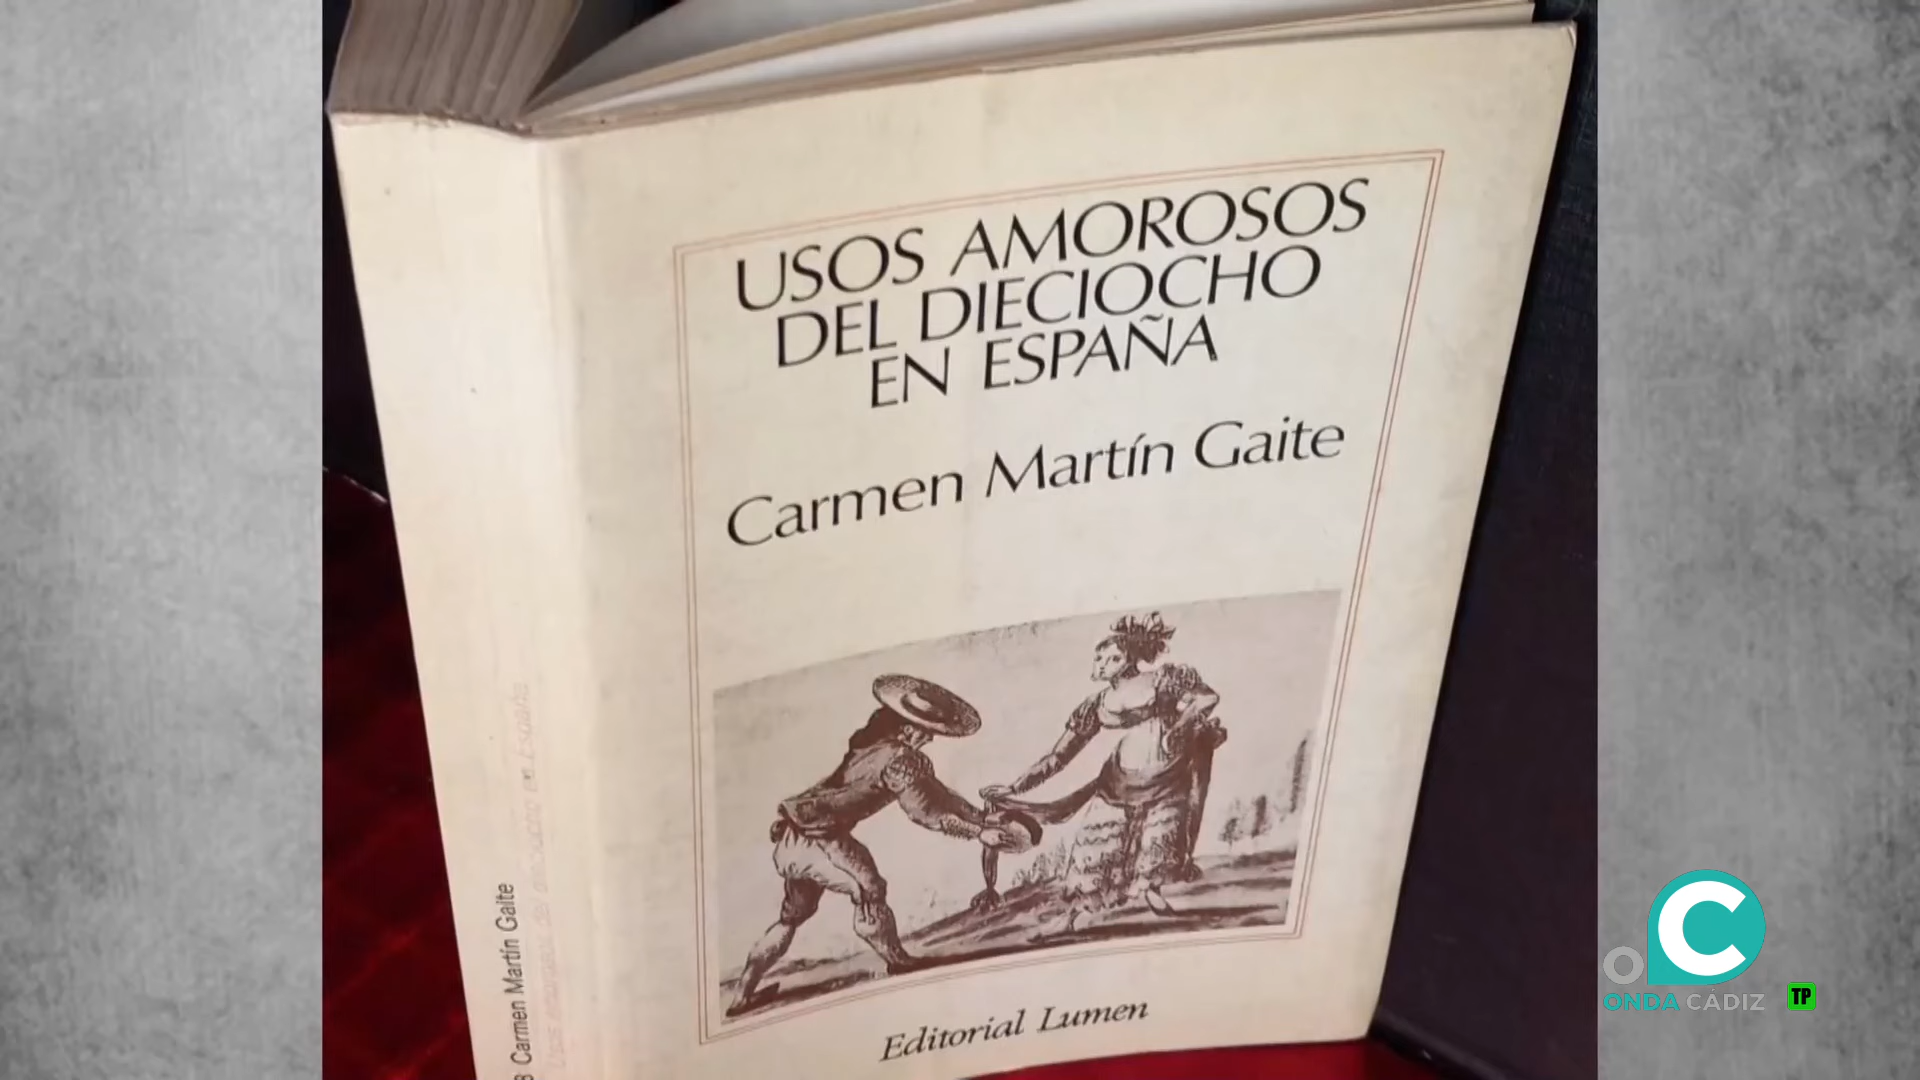 USOS AMOROSOS
DEL DIECIOCHO
EN ESPAÑA
Carmen Martín Gaite
Editorial Lumen
8 Carmen Martín Gaite
Usos amorosos del dieciocho en España
C
O
ONDA CÁDIZ
TP